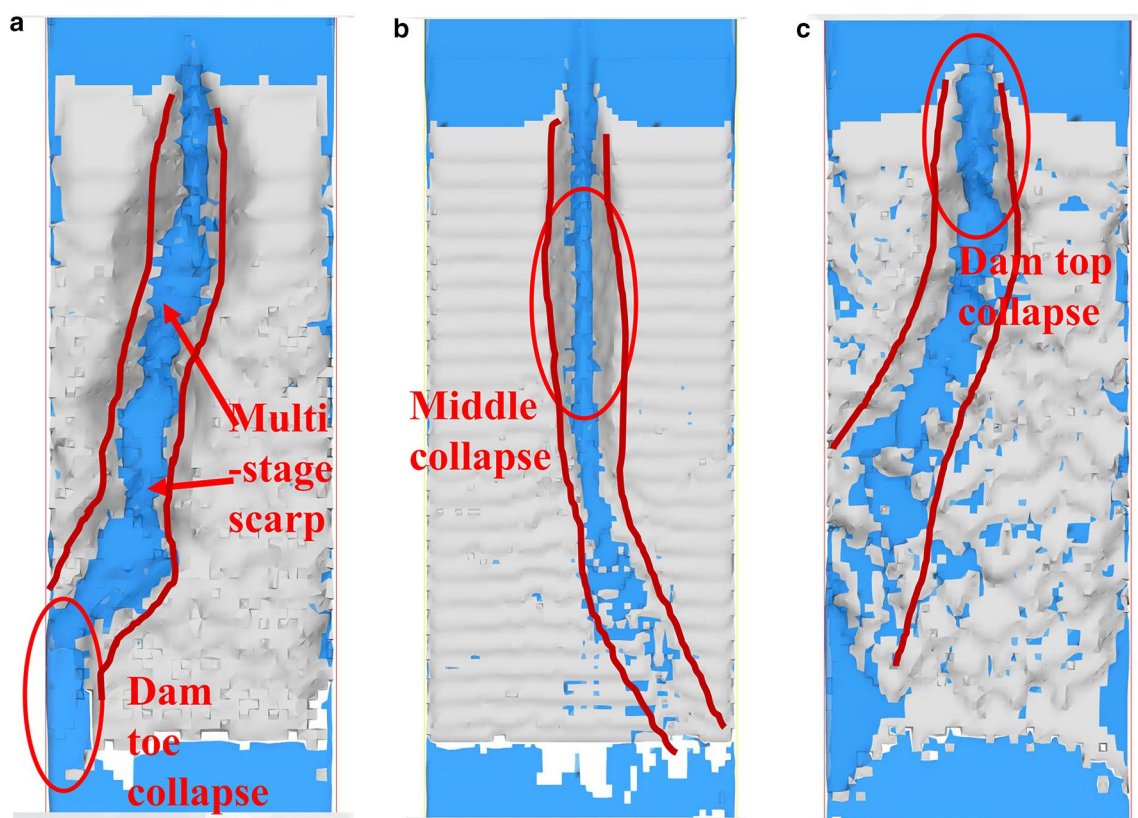 a
b
c
Multi
-stage
scarp
Dam
toe
collapse
Middle
collapse
Dam top
collapse